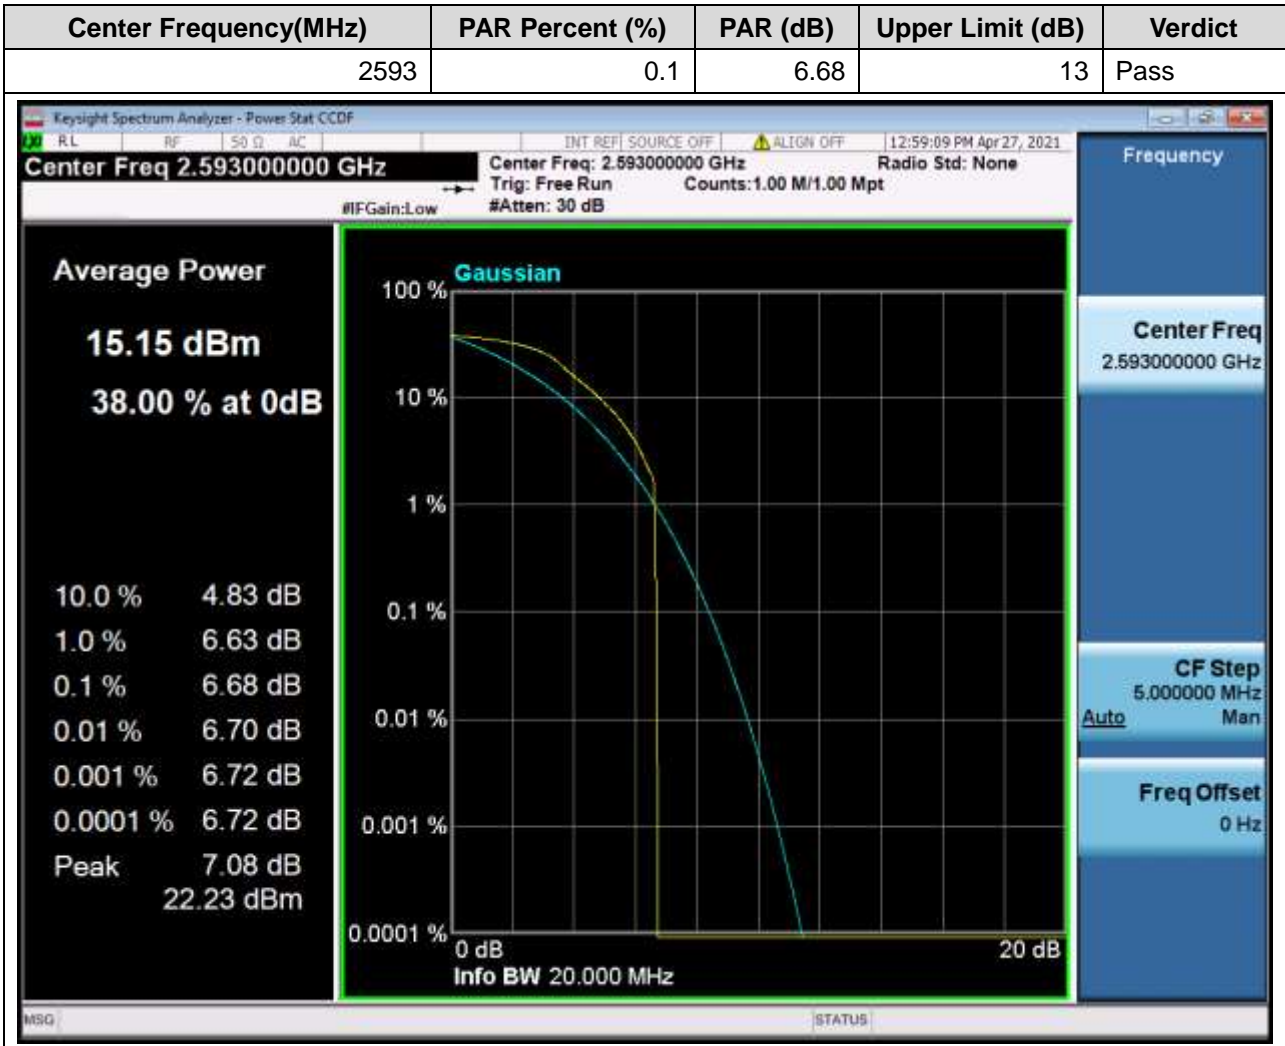 Center Frequency(MHz) PAR Percent (%) PAR (dB) Upper Limit (dB) Verdict
2593 0.1 6.68 13 Pass
Keysight Spectrum Analyzer - Power Stat CCDF
RL RF 50 Ω AC INT REF SOURCE OFF ALIGN OFF 12:59:09 PM Apr 27, 2021
Center Freq 2.593000000 GHz
Center Freq: 2.593000000 GHz Radio Std: None
Trig: Free Run Counts:1.00 M/1.00 Mpt
#IFGain:Low #Atten: 30 dB
Frequency
Average Power
15.15 dBm
38.00 % at 0dB
10.0 % 4.83 dB
1.0 % 6.63 dB
0.1 % 6.68 dB
0.01 % 6.70 dB
0.001 % 6.72 dB
0.0001 % 6.72 dB
Peak 7.08 dB
22.23 dBm
Gaussian
100 %
10 %
1 %
0.1 %
0.01 %
0.001 %
0.0001 %
0 dB 20 dB
Info BW 20.000 MHz
Center Freq
2.593000000 GHz
CF Step
5.000000 MHz
Auto Man
Freq Offset
0 Hz
MSG STATUS